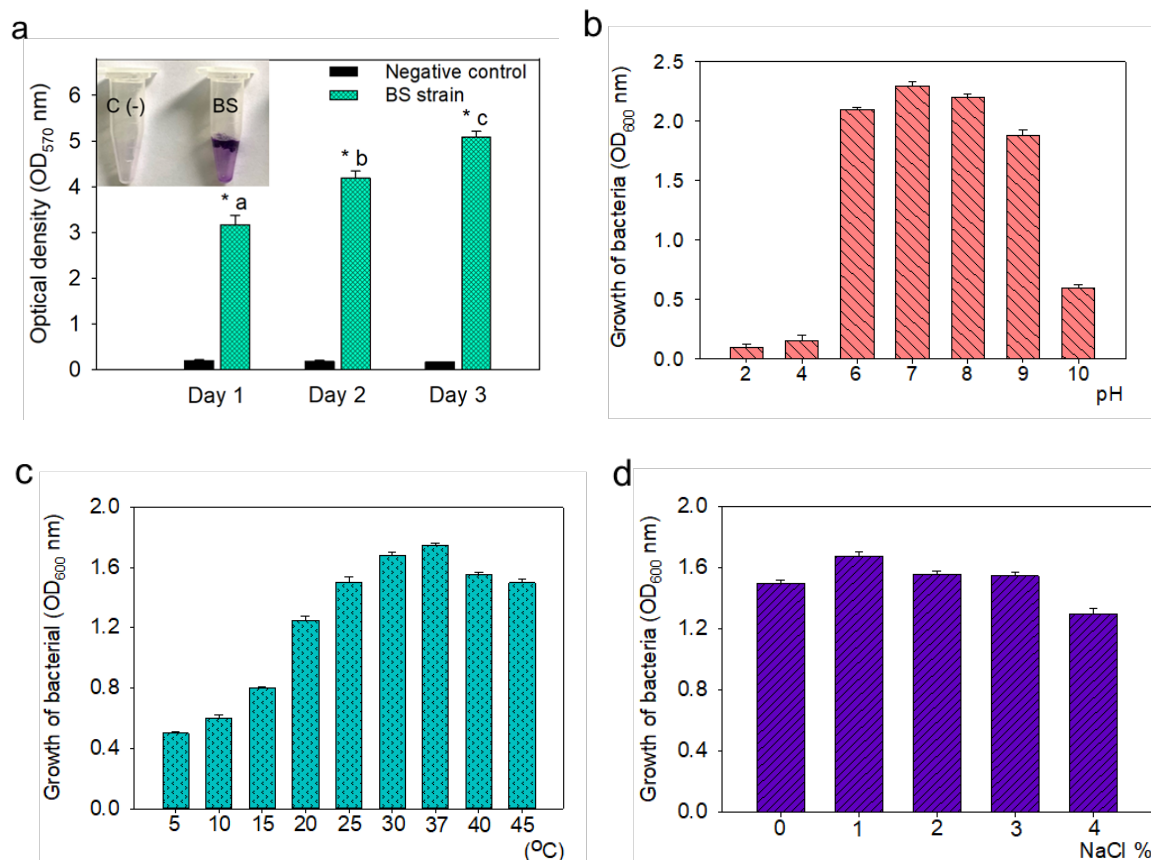 a
Optical density (OD570 nm)
6
5
4
3
2
1
0
C (-)
BS
Negative control
BS strain
* a
* b
* c
Day 1 Day 2 Day 3
b
Growth of bacteria (OD600 nm)
2.5
2.0
1.5
1.0
0.5
0.0
2 4 6 7 8 9 10
pH
c
Growth of bacterial (OD600 nm)
2.0
1.6
1.2
0.8
0.4
0.0
5 10 15 20 25 30 37 40 45
(°C)
d
Growth of bacteria (OD600 nm)
2.0
1.6
1.2
0.8
0.4
0.0
0 1 2 3 4
NaCl %